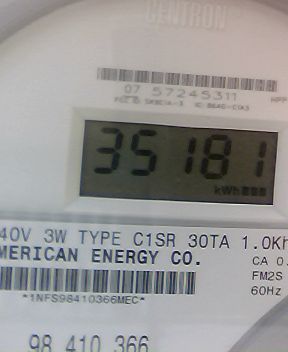 CENTRON
07 57245311
35181
kWh
40V 3W TYPE C1SR 30TA 1.0Kh
MERICAN ENERGY CO.
CA 0.
FM2S
60Hz
*1NFS98410366MEC*
98 410 366